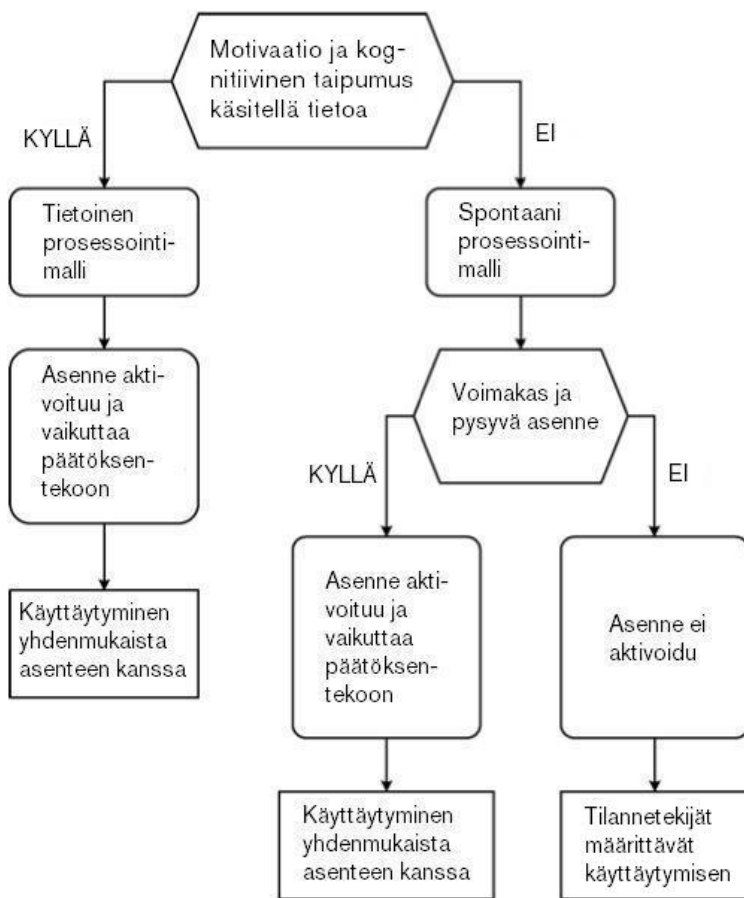 Motivaatio ja kog-
nitiivinen taipumus
käsitellä tietoa
KYLLÄ
EI
Tietoinen
prosessointi-
malli
Spontaani
prosessointi-
malli
Asenne akti-
voituu ja
vaikuttaa
päätöksen-
tekoon
Voimakas ja
pysyvä asenne
KYLLÄ
EI
Käyttäytyminen
yhdenmukaista
asenteen kanssa
Asenne akti-
voituu ja
vaikuttaa
päätöksen-
tekoon
Asenne ei
aktivoidu
Käyttäytyminen
yhdenmukaista
asenteen kanssa
Tilannetekijät
määrittävät
käyttäytymisen